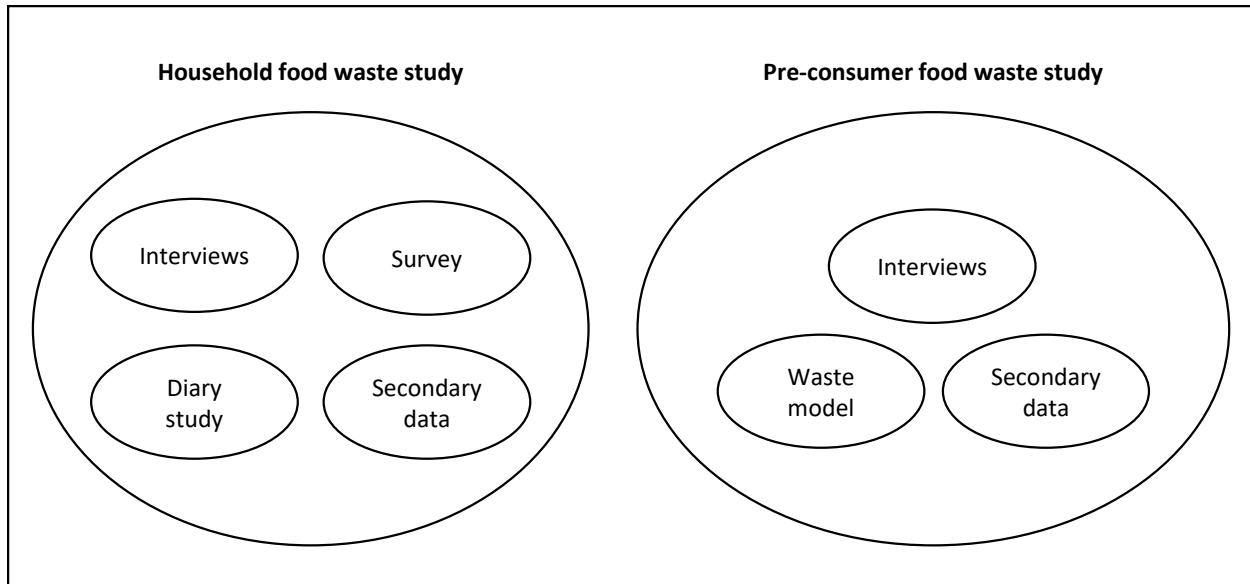 Household food waste study
Pre-consumer food waste study
Interviews
Survey
Diary
study
Secondary
data
Interviews
Waste
model
Secondary
data